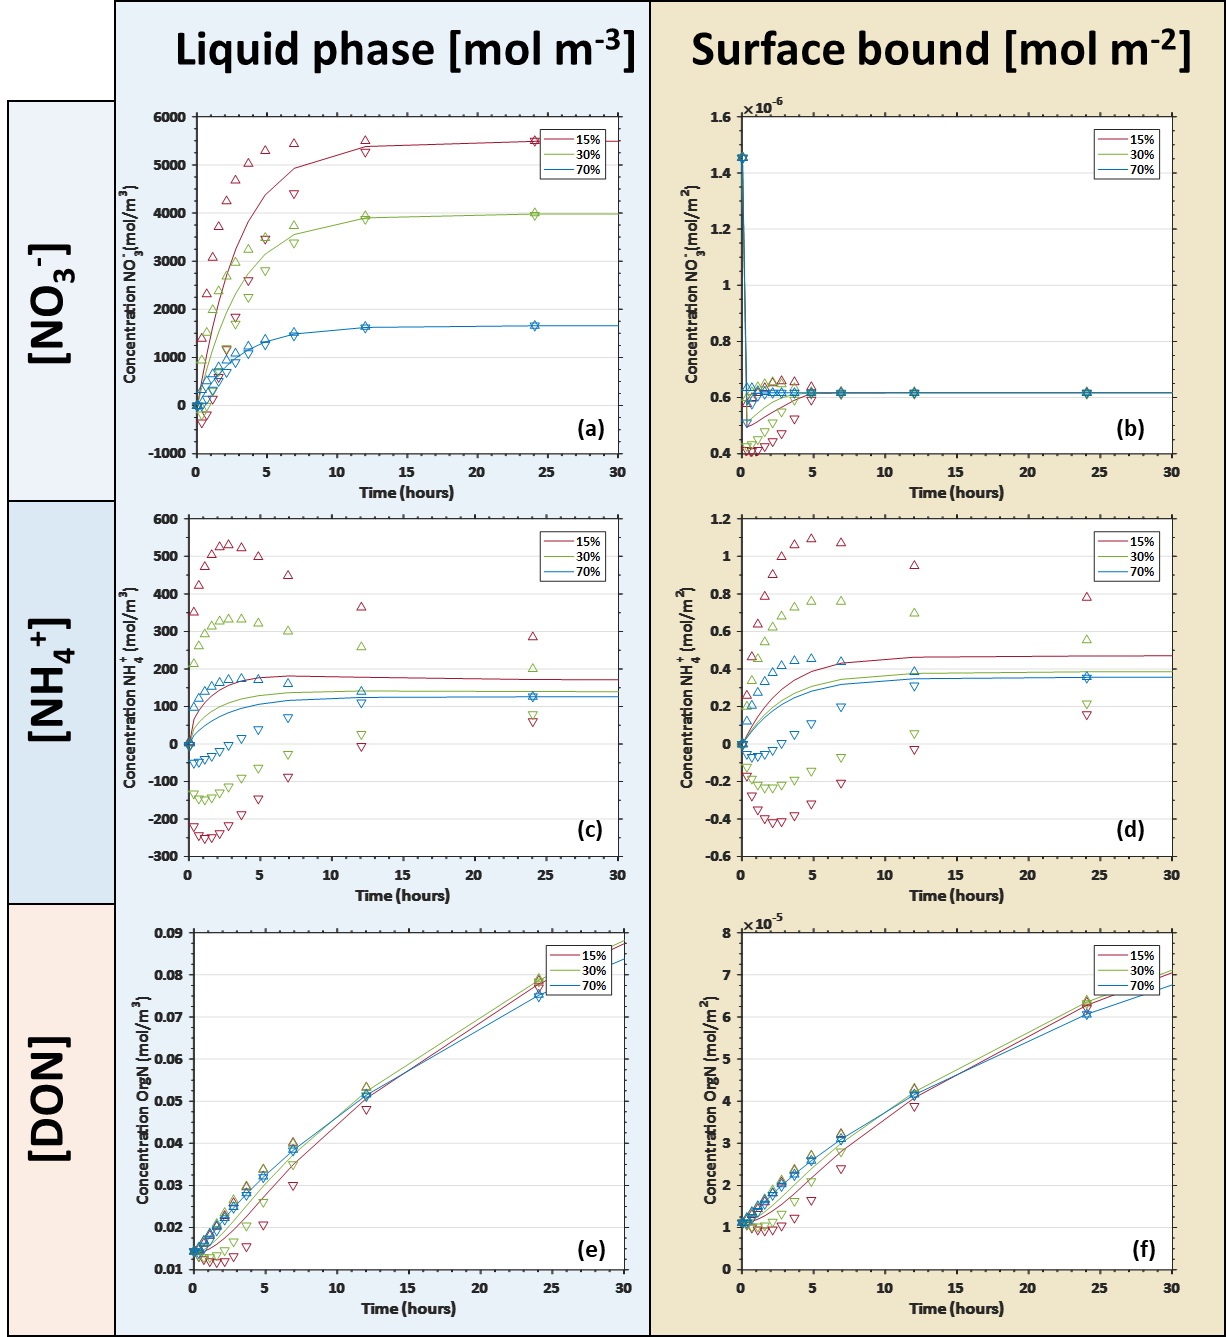 Liquid phase [mol m-3]
Surface bound [mol m-2]
[NO3-]
6000
5000
4000
3000
2000
1000
0
-1000
0 5 10 15 20 25 30
Concentration NO3-(mol/m3)
Time (hours)
15%
30%
70%
(a)
×10-6
1.6
1.4
1.2
1
0.8
0.6
0.4
0 5 10 15 20 25 30
Concentration NO3-(mol/m2)
Time (hours)
15%
30%
70%
(b)
[NH4+]
600
500
400
300
200
100
0
-100
-200
-300
0 5 10 15 20 25 30
Concentration NH4+ (mol/m3)
Time (hours)
15%
30%
70%
(c)
1.2
1
0.8
0.6
0.4
0.2
0
-0.2
-0.4
-0.6
0 5 10 15 20 25 30
Concentration NH4+ (mol/m2)
Time (hours)
15%
30%
70%
(d)
[DON]
0.09
0.08
0.07
0.06
0.05
0.04
0.03
0.02
0.01
0 5 10 15 20 25 30
Concentration OrgN (mol/m3)
Time (hours)
15%
30%
70%
(e)
×10-5
8
7
6
5
4
3
2
1
0
0 5 10 15 20 25 30
Concentration OrgN (mol/m2)
Time (hours)
15%
30%
70%
(f)